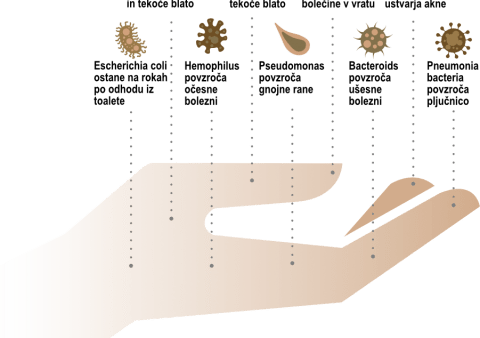 in tekoče blato
tekoče blato
bolečine v vratu
ustvarja akne
Escherichia coli
ostane na rokah
po odhodu iz
toalete
Hemophilus
povzroča
očesne
bolezni
Pseudomonas
povzroča
gnojne rane
Bacteroids
povzroča
ušesne
bolezni
Pneumonia
bacteria
povzroča
pljučnico